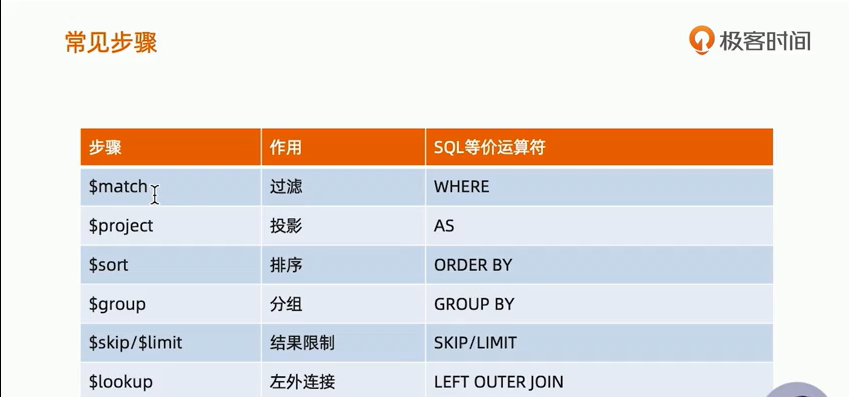 常见步骤
极客时间
步骤 作用 SQL等价运算符
$match 过滤 WHERE
$project 投影 AS
$sort 排序 ORDER BY
$group 分组 GROUP BY
$skip/$limit 结果限制 SKIP/LIMIT
$lookup 左外连接 LEFT OUTER JOIN